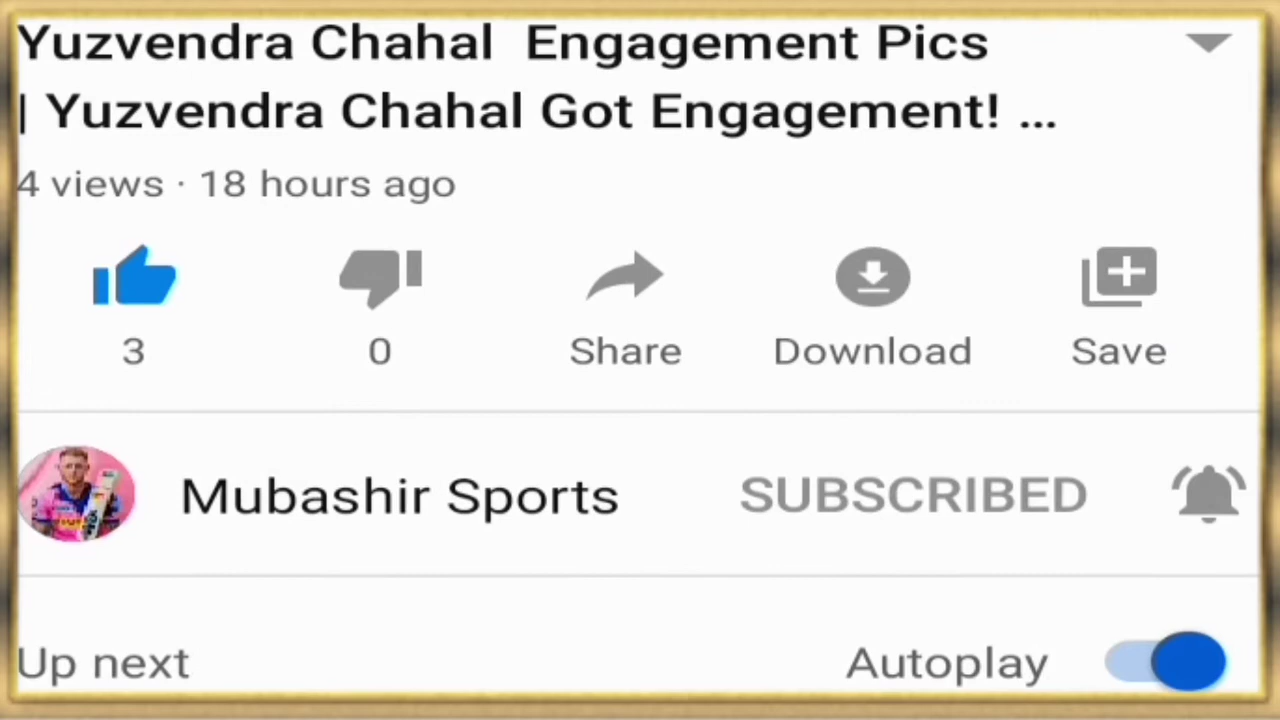 Yuzvendra Chahal Engagement Pics
| Yuzvendra Chahal Got Engagement! ...
4 views · 18 hours ago
3 0 Share Download Save
Mubashir Sports SUBSCRIBED
Up next Autoplay